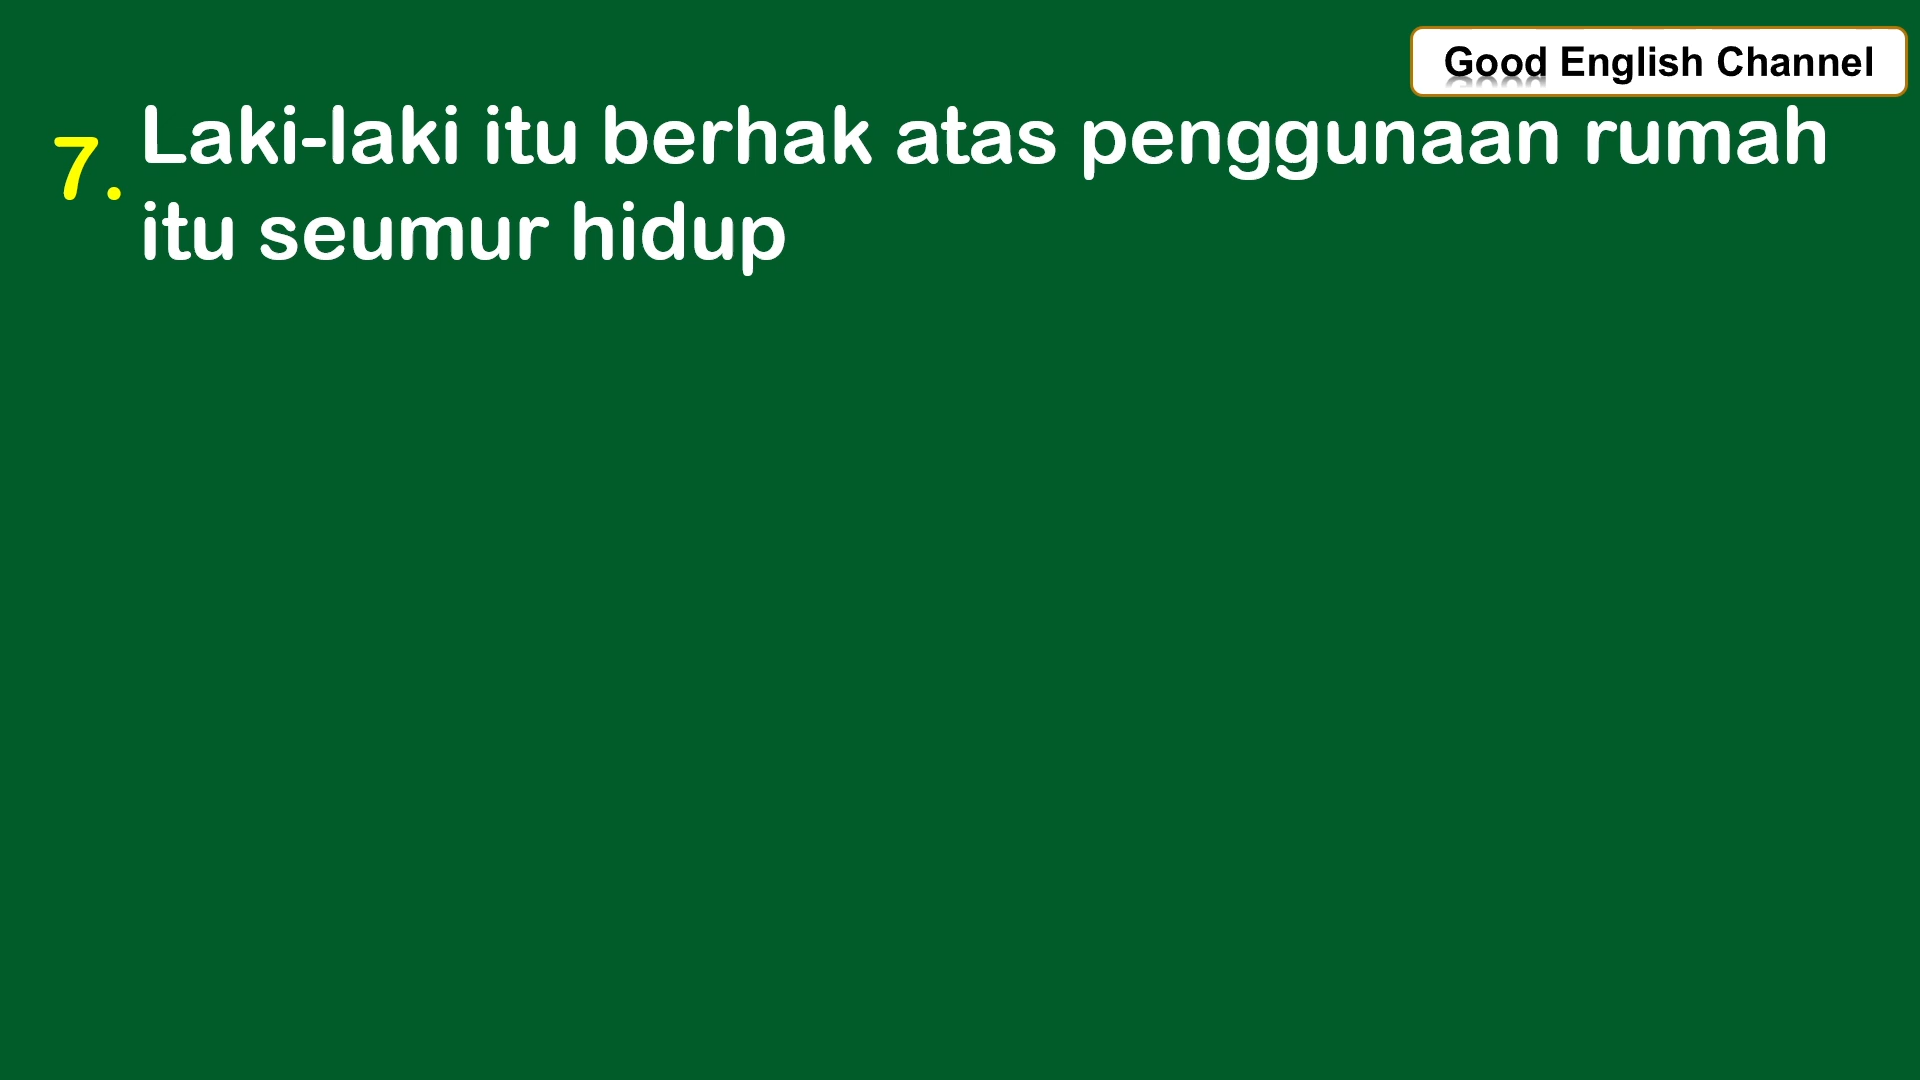 Good English Channel
7. Laki-laki itu berhak atas penggunaan rumah
itu seumur hidup